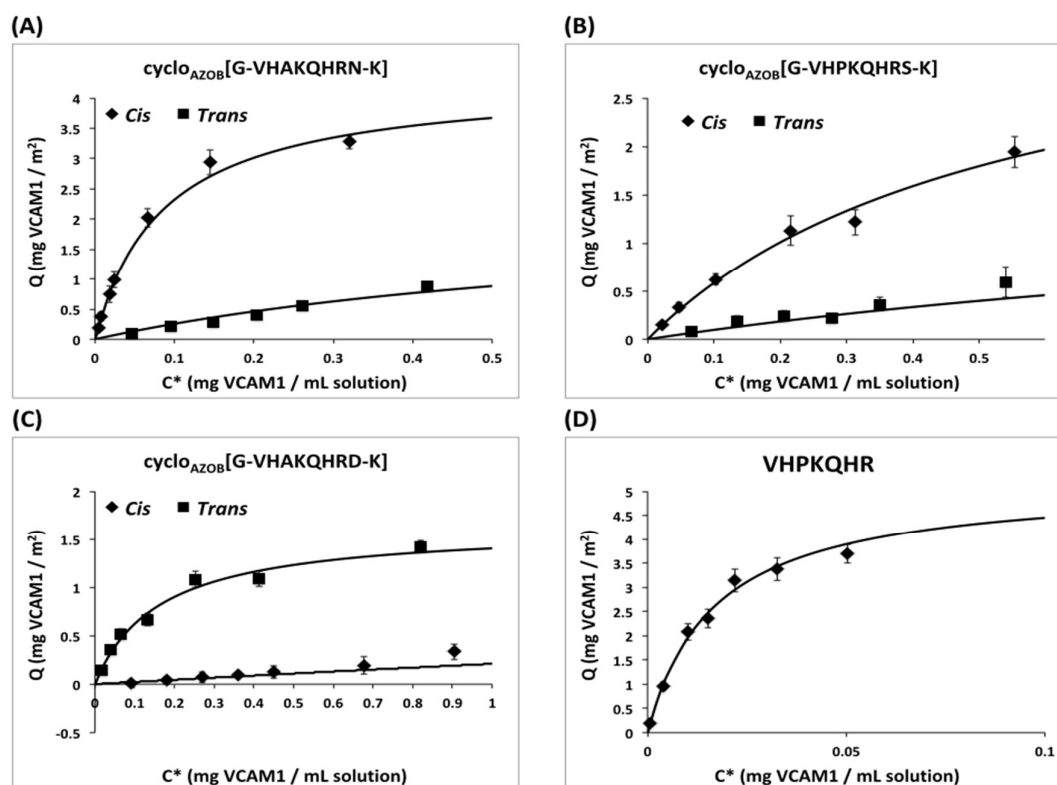 (A)
cycloAZOB[G-VHAKQHRN-K]
Cis Trans
Q (mg VCAM1 / m²)
4
3.5
3
2.5
2
1.5
1
0.5
0
0 0.1 0.2 0.3 0.4 0.5
C* (mg VCAM1 / mL solution)
(B)
cycloAZOB[G-VHPKQHRS-K]
Cis Trans
Q (mg VCAM1 / m²)
2.5
2
1.5
1
0.5
0
0 0.1 0.2 0.3 0.4 0.5
C* (mg VCAM1 / mL solution)
(C)
cycloAZOB[G-VHAKQHRD-K]
Cis Trans
Q (mg VCAM1 / m²)
2
1.5
1
0.5
0
-0.5
0 0.1 0.2 0.3 0.4 0.5 0.6 0.7 0.8 0.9 1
C* (mg VCAM1 / mL solution)
(D)
VHPKQHR
Q (mg VCAM1 / m²)
5
4.5
4
3.5
3
2.5
2
1.5
1
0.5
0
0 0.05 0.1
C* (mg VCAM1 / mL solution)